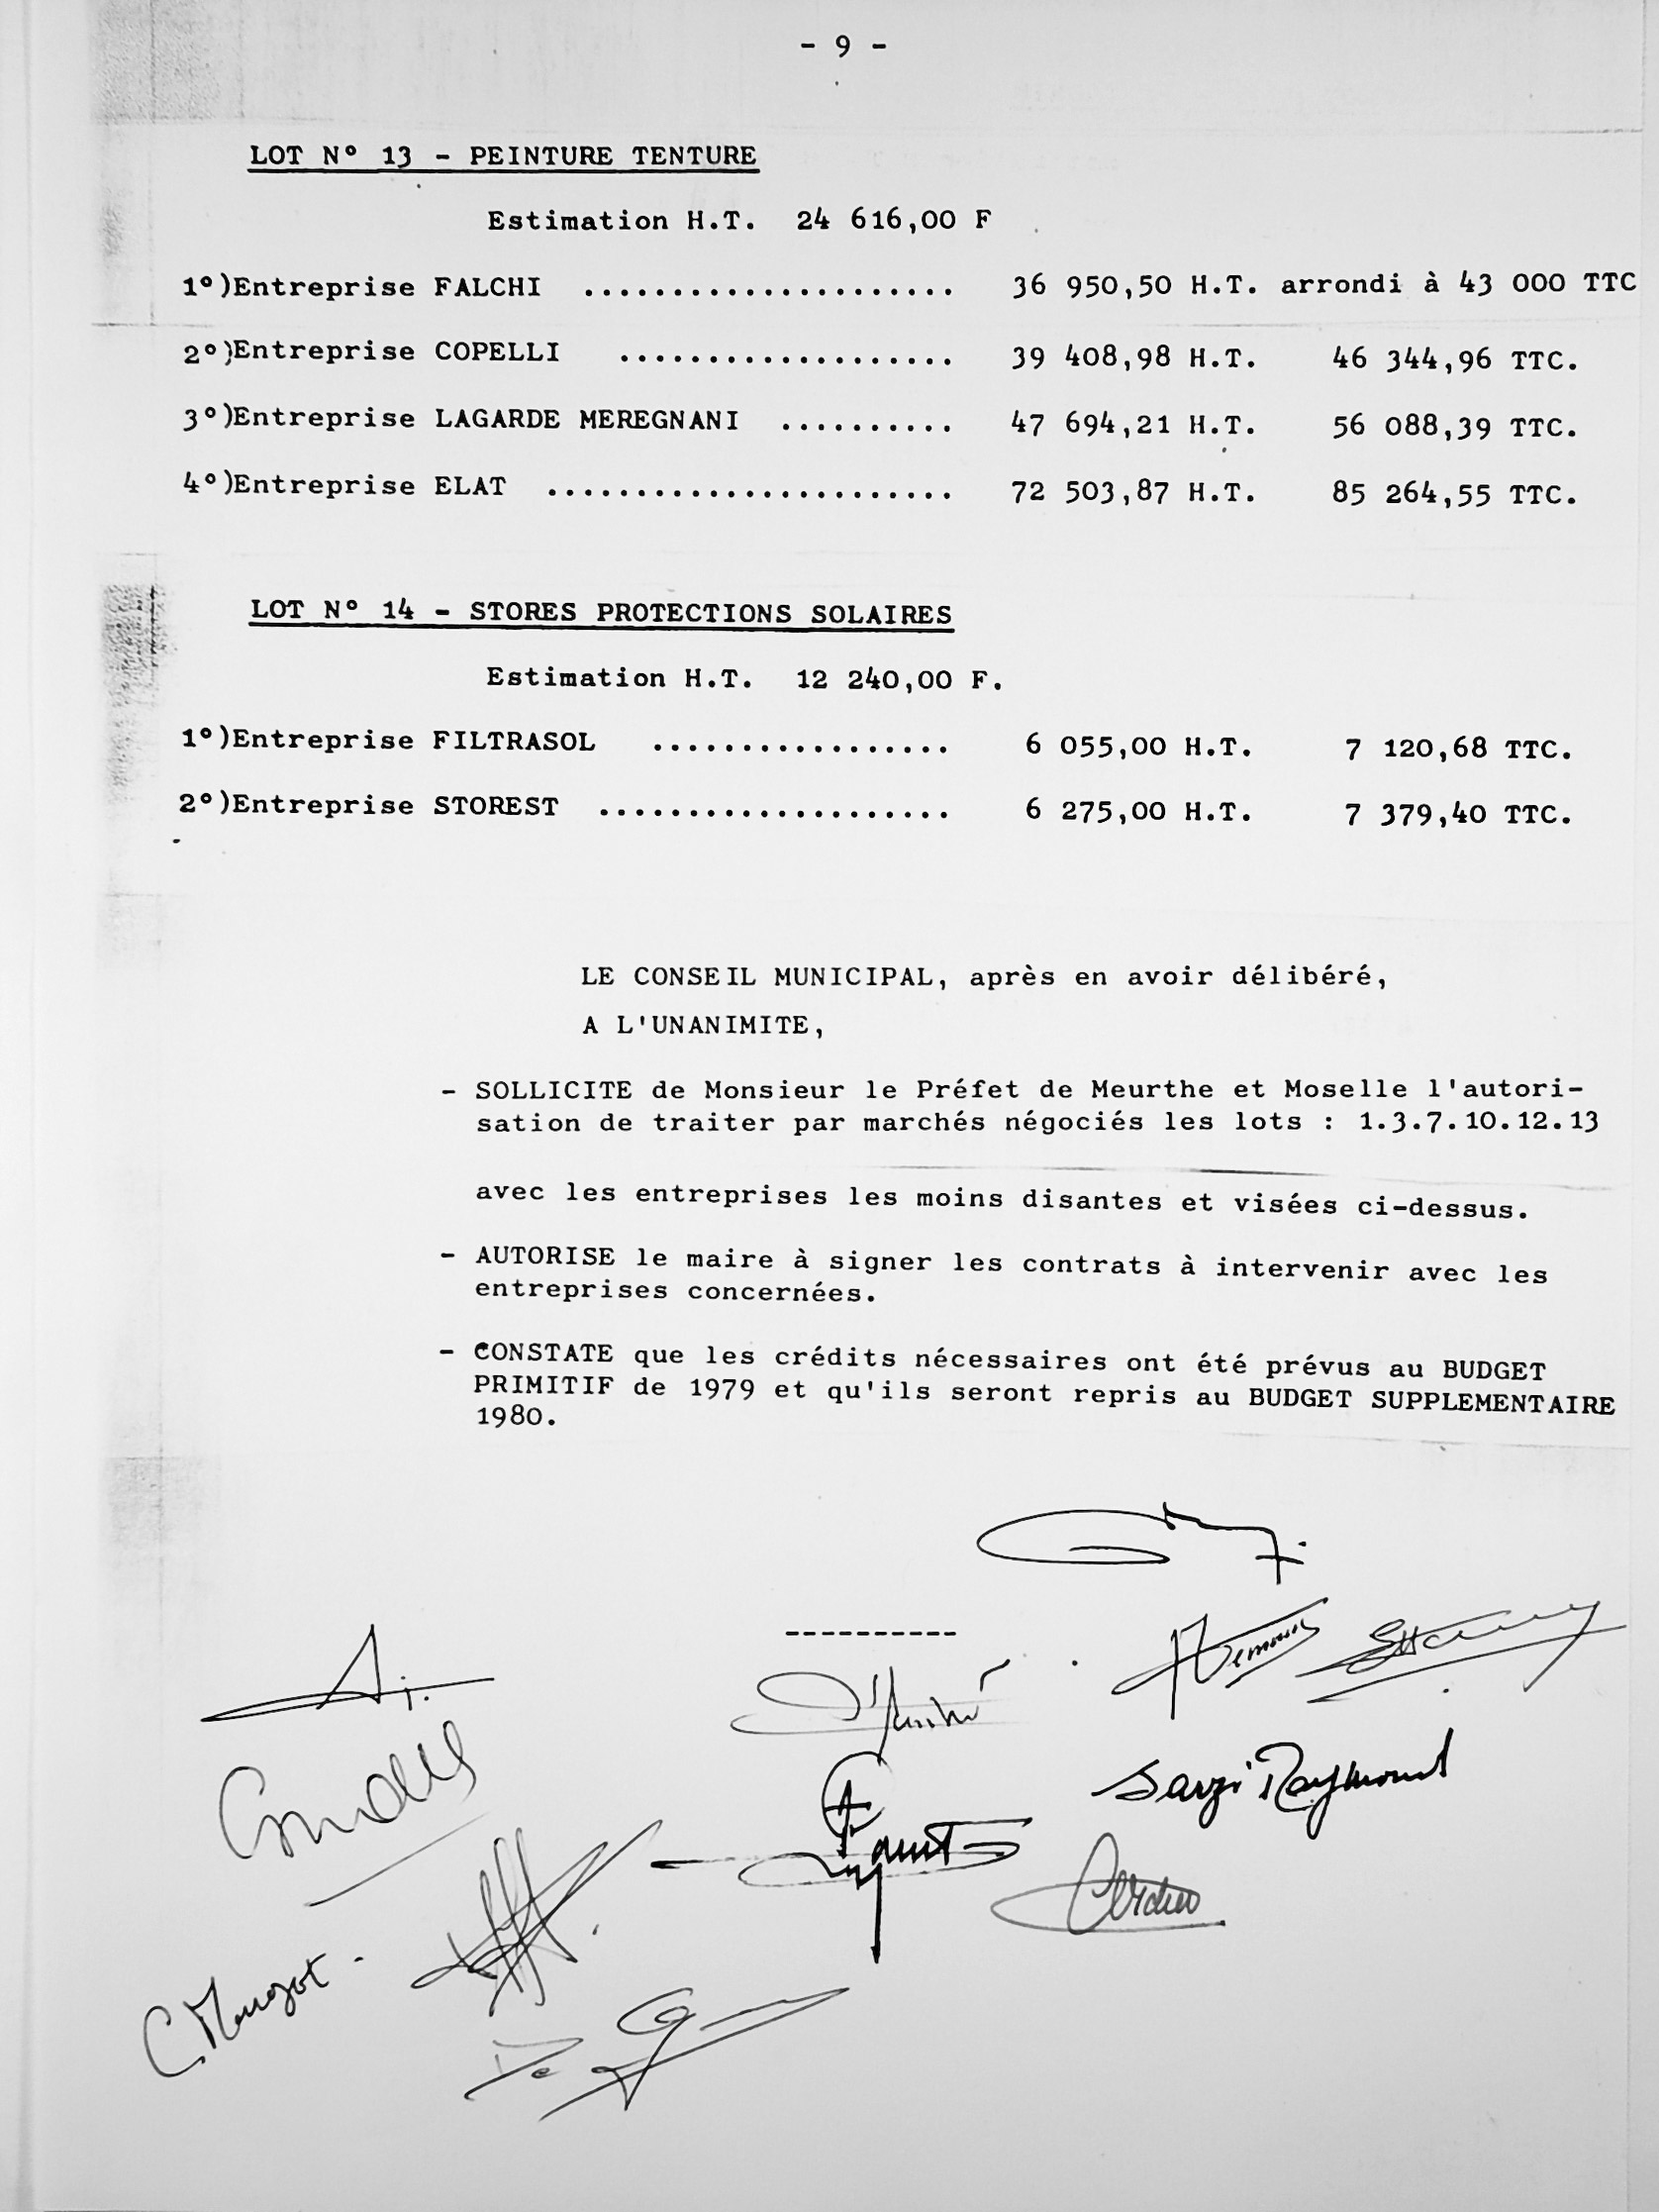 - 9 -
LOT N° 13 - PEINTURE TENTURE
Estimation H.T. 24 616,00 F
1°)Entreprise FALCHI ..................... 36 950,50 H.T. arrondi à 43 000 TTC
2°)Entreprise COPELLI ................... 39 408,98 H.T. 46 344,96 TTC.
3°)Entreprise LAGARDE MEREGNANI .......... 47 694,21 H.T. 56 088,39 TTC.
4°)Entreprise ELAT ....................... 72 503,87 H.T. 85 264,55 TTC.
LOT N° 14 - STORES PROTECTIONS SOLAIRES
Estimation H.T. 12 240,00 F.
1°)Entreprise FILTRASOL ................. 6 055,00 H.T. 7 120,68 TTC.
2°)Entreprise STOREST .................... 6 275,00 H.T. 7 379,40 TTC.
LE CONSEIL MUNICIPAL, après en avoir délibéré,
A L'UNANIMITE,
- SOLLICITE de Monsieur le Préfet de Meurthe et Moselle l'autori-
sation de traiter par marchés négociés les lots : 1.3.7.10.12.13
avec les entreprises les moins disantes et visées ci-dessus.
- AUTORISE le maire à signer les contrats à intervenir avec les
entreprises concernées.
- CONSTATE que les crédits nécessaires ont été prévus au BUDGET
PRIMITIF de 1979 et qu'ils seront repris au BUDGET SUPPLEMENTAIRE
1980.
----------
Sarzi Raymond
C. Mangot.